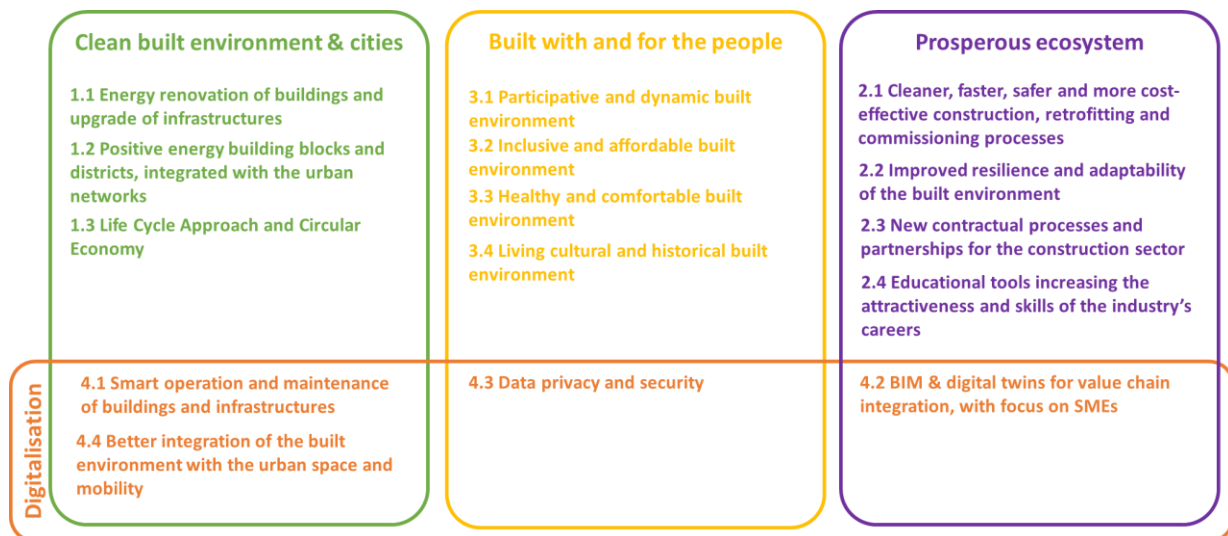 Clean built environment & cities
1.1 Energy renovation of buildings and
upgrade of infrastructures
1.2 Positive energy building blocks and
districts, integrated with the urban
networks
1.3 Life Cycle Approach and Circular
Economy
Built with and for the people
3.1 Participative and dynamic built
environment
3.2 Inclusive and affordable built
environment
3.3 Healthy and comfortable built
environment
3.4 Living cultural and historical built
environment
Prosperous ecosystem
2.1 Cleaner, faster, safer and more cost-
effective construction, retrofitting and
commissioning processes
2.2 Improved resilience and adaptability
of the built environment
2.3 New contractual processes and
partnerships for the construction sector
2.4 Educational tools increasing the
attractiveness and skills of the industry’s
careers
Digitalisation
4.1 Smart operation and maintenance
of buildings and infrastructures
4.4 Better integration of the built
environment with the urban space and
mobility
4.3 Data privacy and security
4.2 BIM & digital twins for value chain
integration, with focus on SMEs